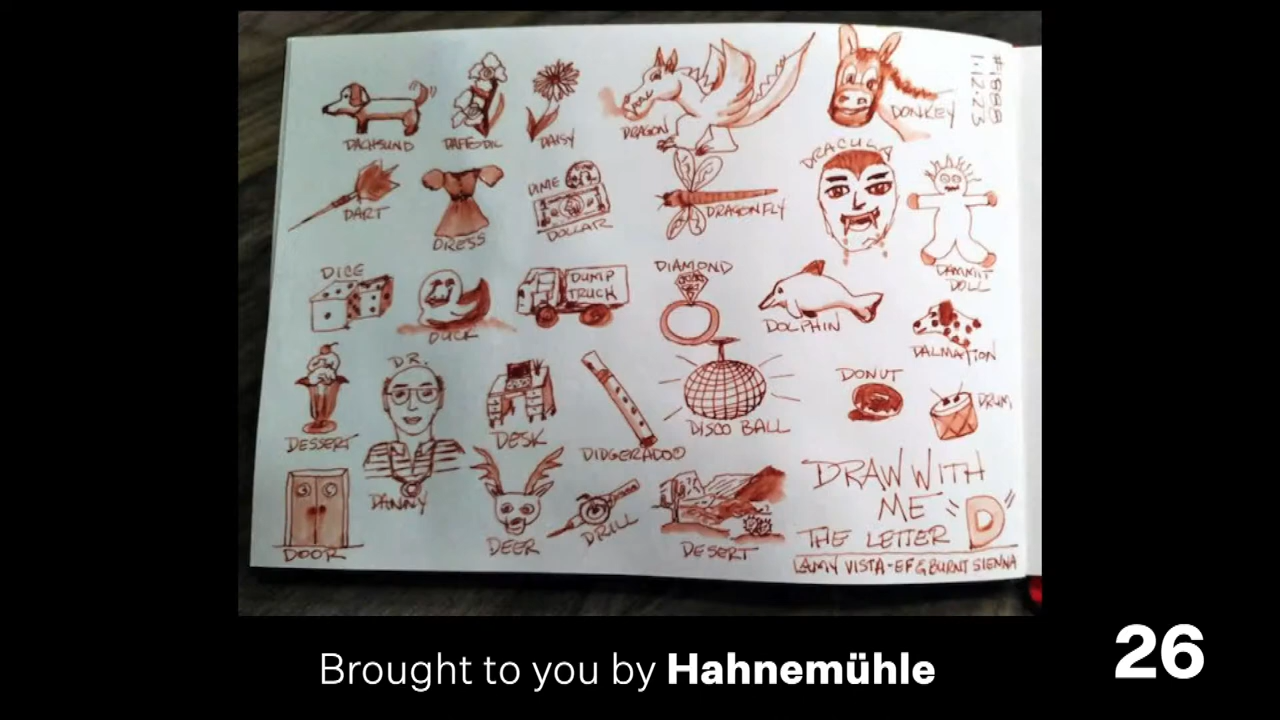 DACHSUND
DAFFODIL
DAISY
DRAGON
DONKEY
#1888
1·12·23
DART
DRESS
DIME
DOLLAR
DRAGONFLY
DRACULA
DAMMIT
DOLL
DICE
DUCK
DUMP
TRUCK
DIAMOND
DOLPHIN
DALMATION
DESSERT
DR.
DANNY
DESK
DIDGERADOO
DISCO BALL
DONUT
DRUM
DOOR
DEER
DRILL
DESERT
DRAW WITH
ME "D"
THE LETTER
LAMY VISTA-EF & BURNT SIENNA
Brought to you by Hahnemühle
26